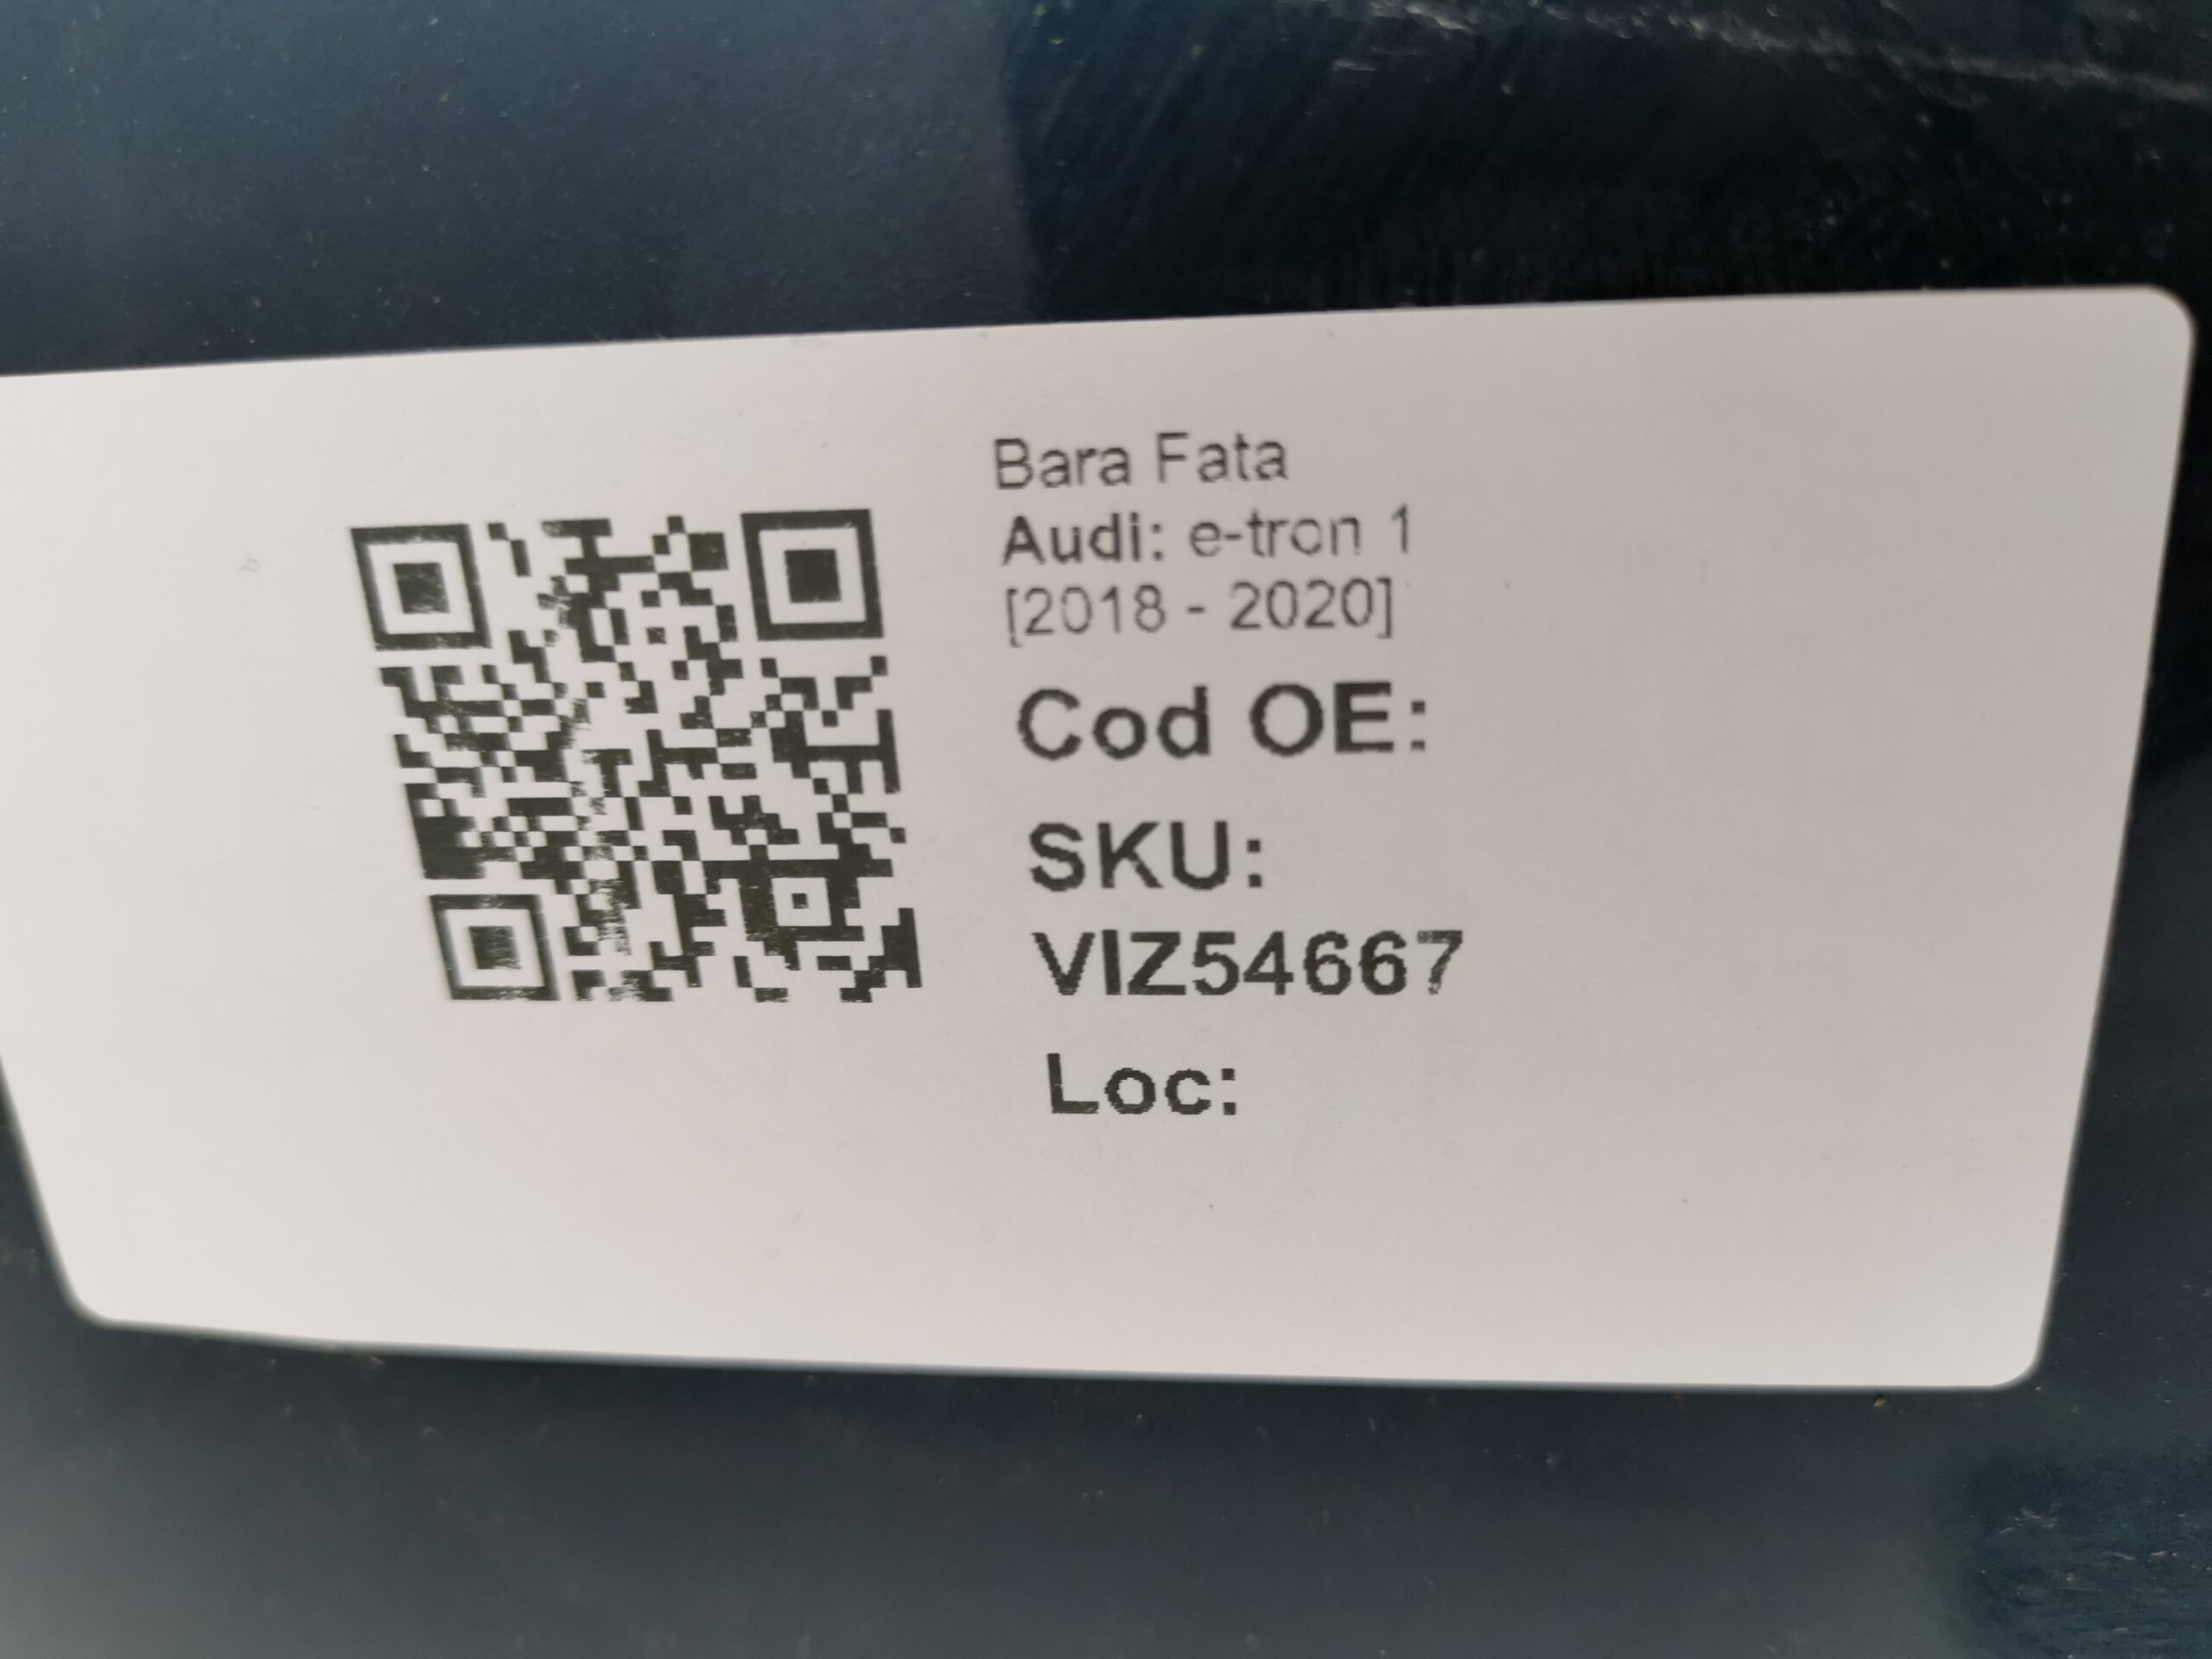 Bara Fata
Audi: e-tron 1
[2018 - 2020]
Cod OE:
SKU:
VIZ54667
Loc: